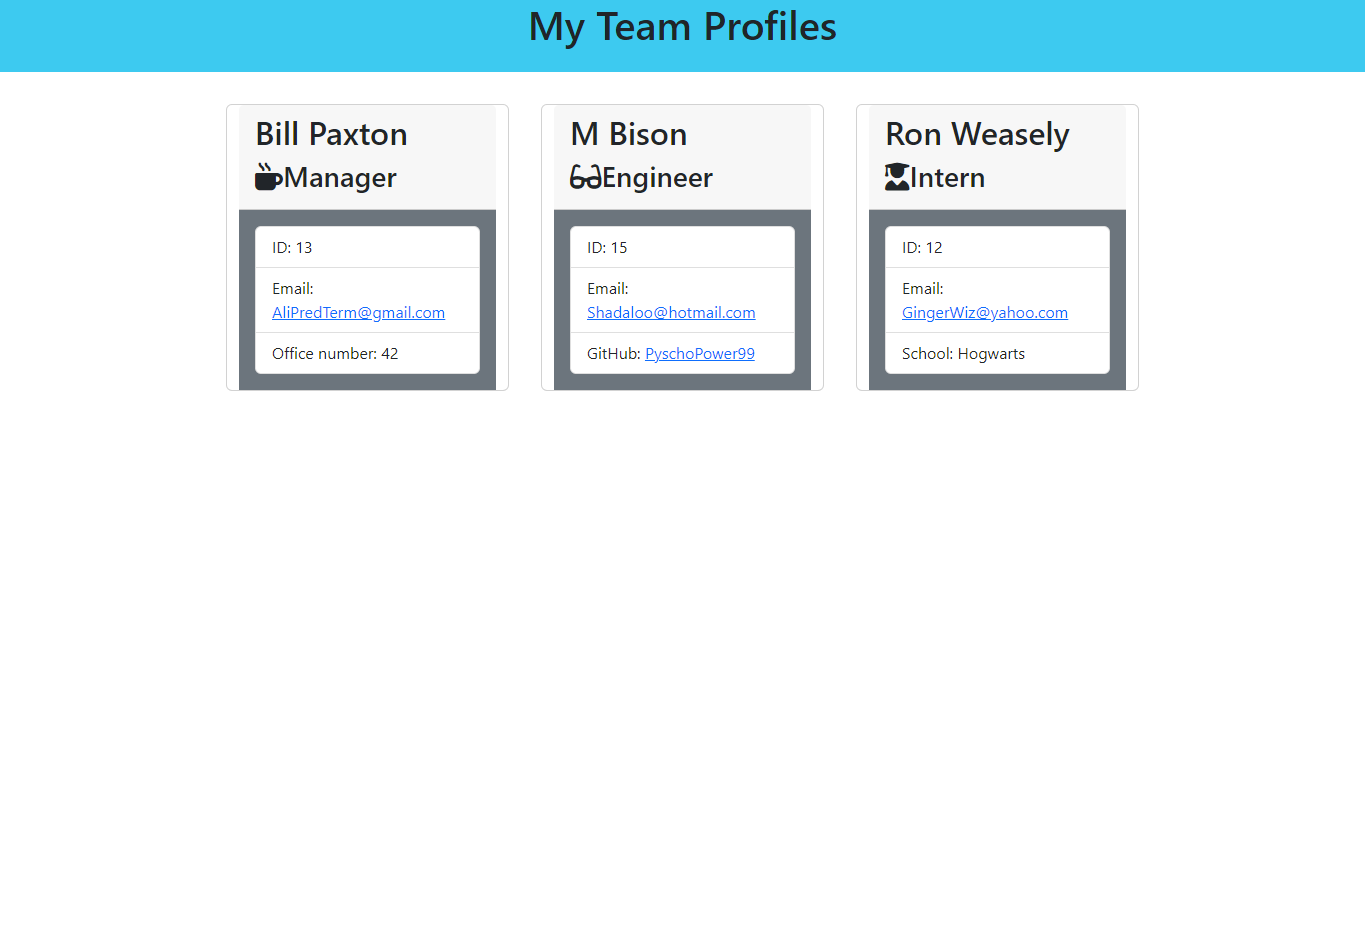 My Team Profiles
Bill Paxton
Manager
ID: 13
Email:
AliPredTerm@gmail.com
Office number: 42
M Bison
Engineer
ID: 15
Email:
Shadaloo@hotmail.com
GitHub: PyschoPower99
Ron Weasely
Intern
ID: 12
Email:
GingerWiz@yahoo.com
School: Hogwarts